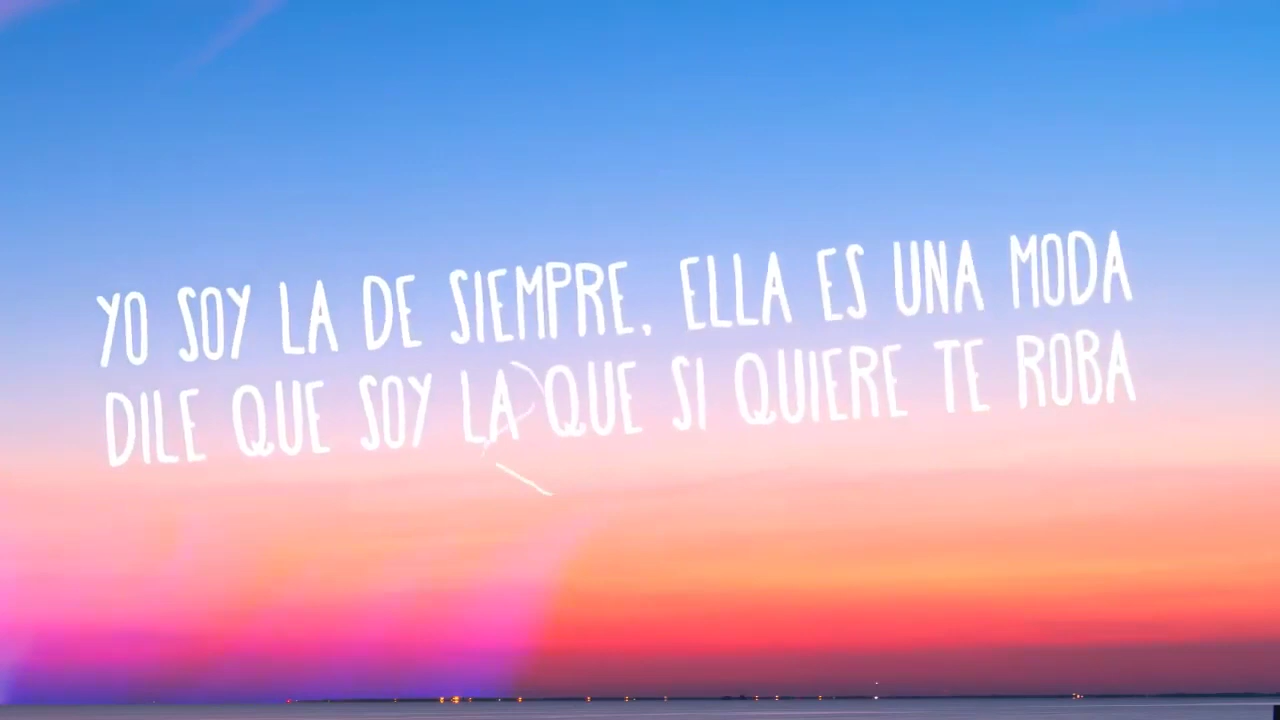 YO SOY LA DE SIEMPRE, ELLA ES UNA MODA
DILE QUE SOY LA QUE SI QUIERE TE ROBA